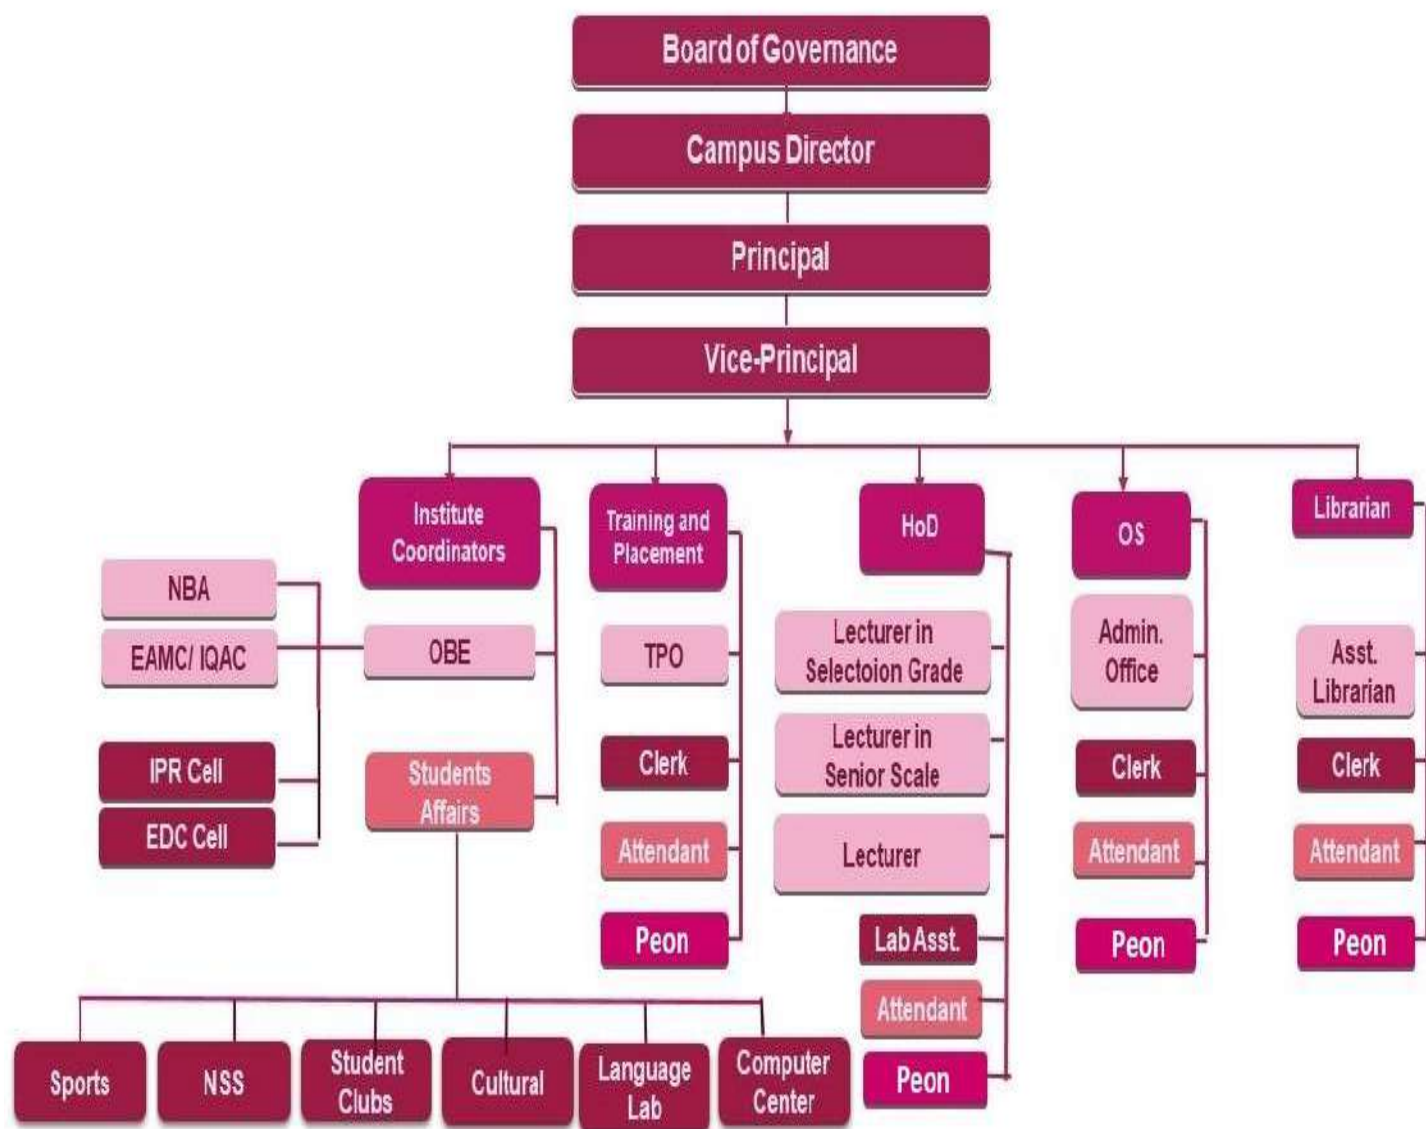 Board of Governance
Campus Director
Principal
Vice-Principal
Institute
Coordinators
Training and
Placement
HoD
OS
Librarian
NBA
EAMC/ IQAC
IPR Cell
EDC Cell
OBE
Students
Affairs
TPO
Clerk
Attendant
Peon
Lecturer in
Selectoion Grade
Lecturer in
Senior Scale
Lecturer
Lab Asst.
Attendant
Peon
Admin.
Office
Clerk
Attendant
Peon
Asst.
Librarian
Clerk
Attendant
Peon
Sports
NSS
Student
Clubs
Cultural
Language
Lab
Computer
Center